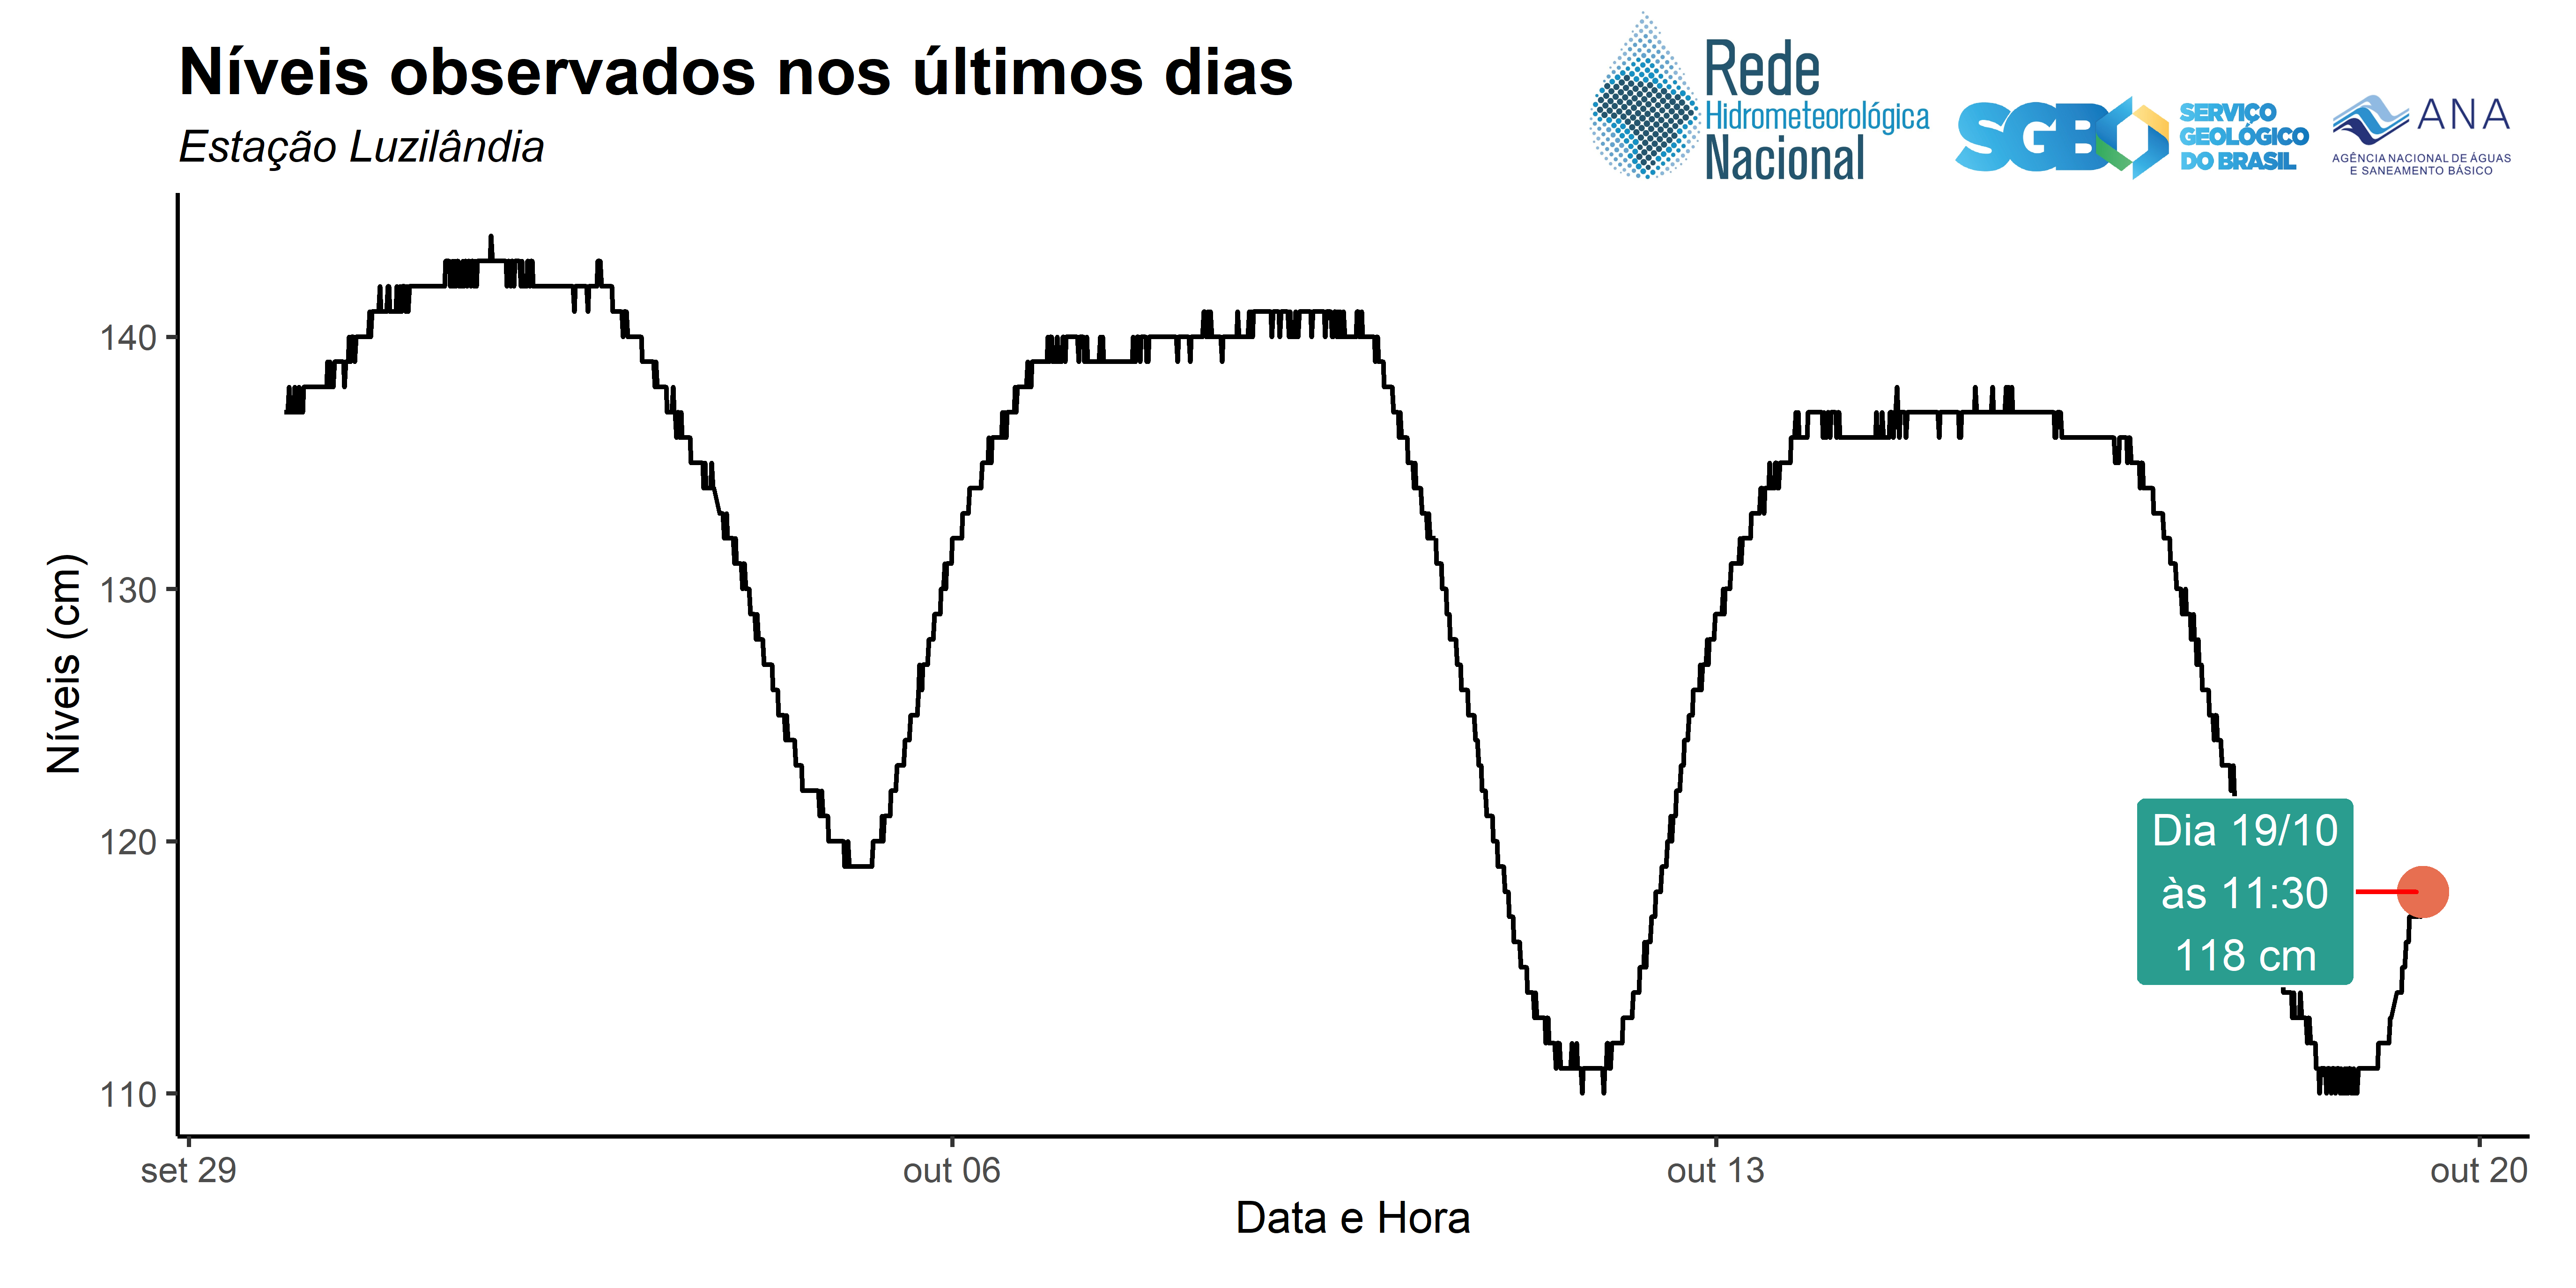 Níveis observados nos últimos dias
Estação Luzilândia
Rede
Hidrometeorológica
Nacional
SGB
SERVIÇO
GEOLÓGICO
DO BRASIL
ANA
AGÊNCIA NACIONAL DE ÁGUAS
E SANEAMENTO BÁSICO
Níveis (cm)
140
130
120
110
Dia 19/10
às 11:30
118 cm
set 29
out 06
out 13
out 20
Data e Hora